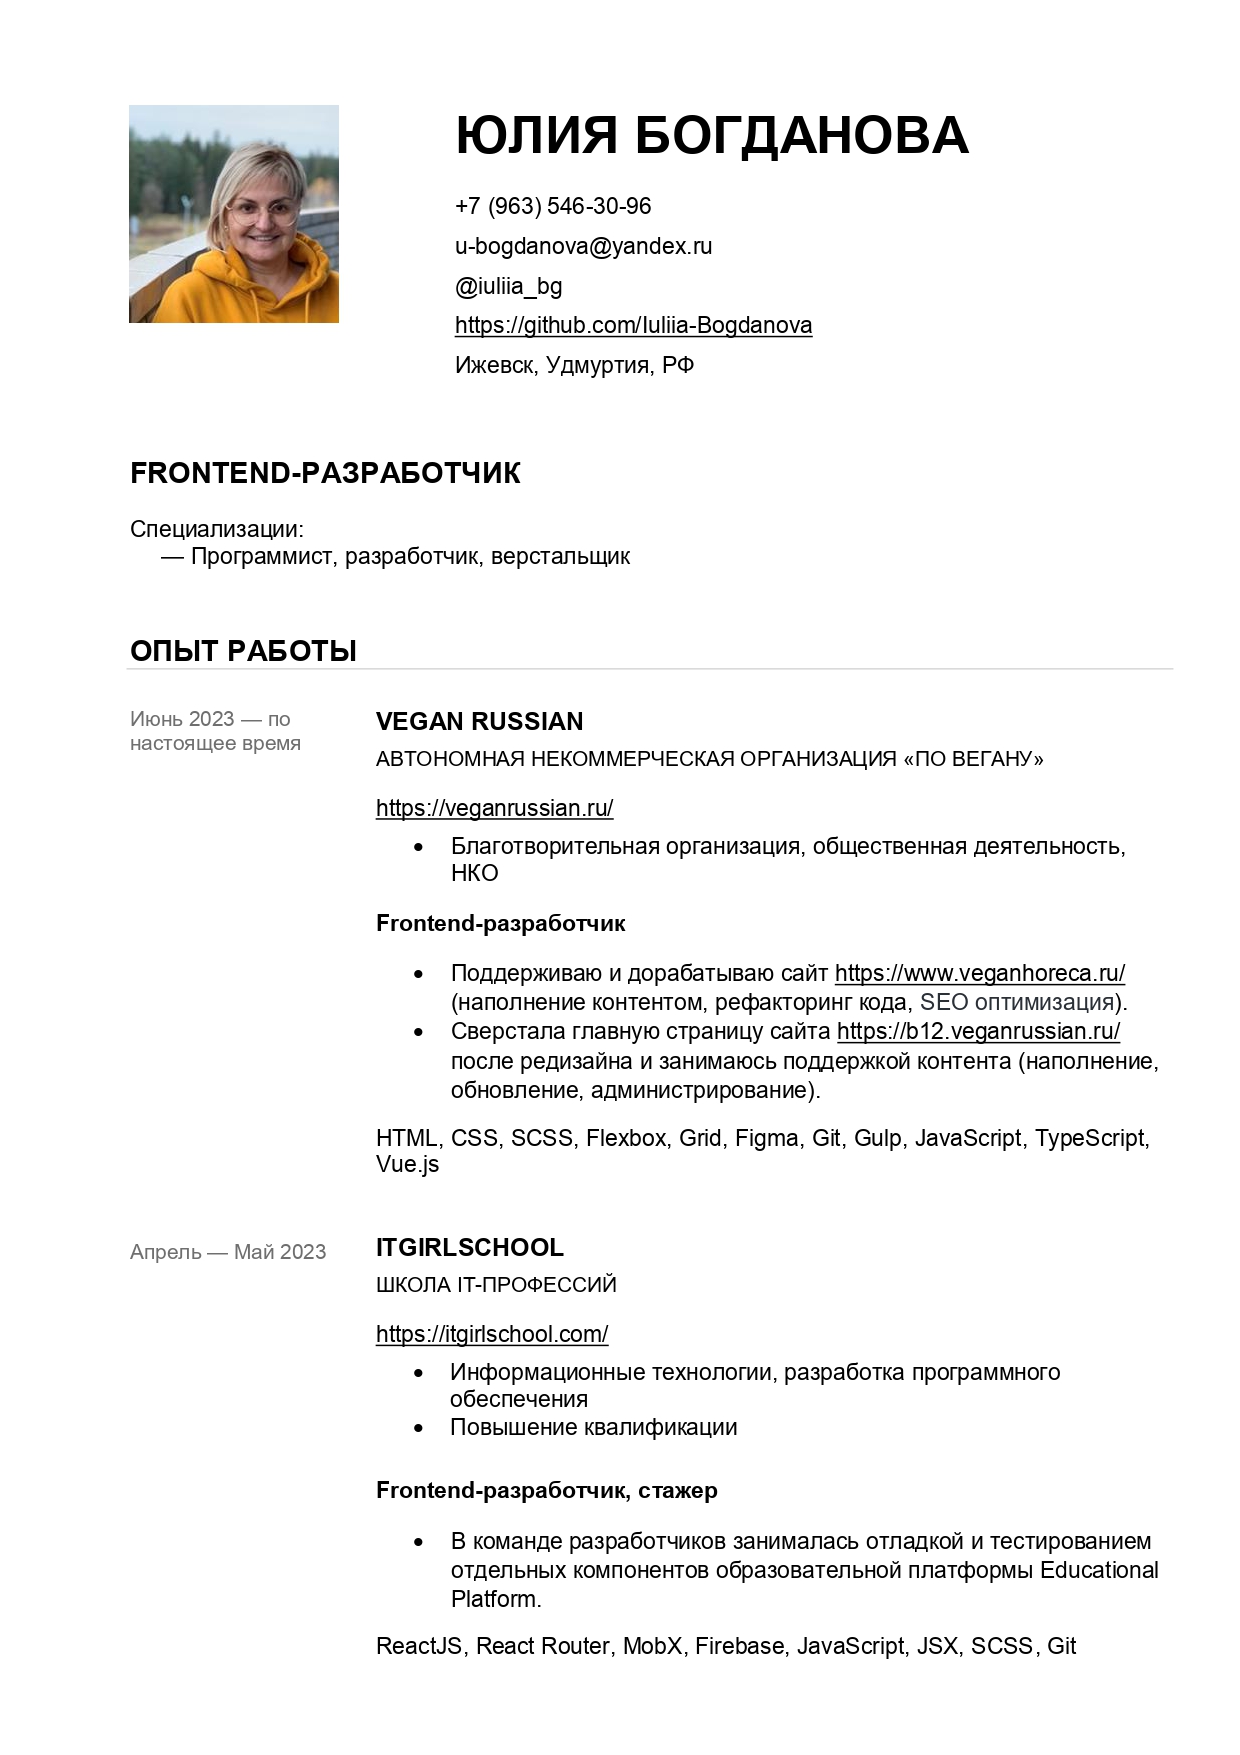 ЮЛИЯ БОГДАНОВА
+7 (963) 546-30-96
u-bogdanova@yandex.ru
@iuliia_bg
https://github.com/Iuliia-Bogdanova
Ижевск, Удмуртия, РФ
FRONTEND-РАЗРАБОТЧИК
Специализации:
— Программист, разработчик, верстальщик
ОПЫТ РАБОТЫ
Июнь 2023 — по
настоящее время
VEGAN RUSSIAN
АВТОНОМНАЯ НЕКОММЕРЧЕСКАЯ ОРГАНИЗАЦИЯ «ПО ВЕГАНУ»
https://veganrussian.ru/
• Благотворительная организация, общественная деятельность,
НКО
Frontend-разработчик
• Поддерживаю и дорабатываю сайт https://www.veganhoreca.ru/
(наполнение контентом, рефакторинг кода, SEO оптимизация).
• Сверстала главную страницу сайта https://b12.veganrussian.ru/
после редизайна и занимаюсь поддержкой контента (наполнение,
обновление, администрирование).
HTML, CSS, SCSS, Flexbox, Grid, Figma, Git, Gulp, JavaScript, TypeScript,
Vue.js
Апрель — Май 2023
ITGIRLSCHOOL
ШКОЛА IT-ПРОФЕССИЙ
https://itgirlschool.com/
• Информационные технологии, разработка программного
обеспечения
• Повышение квалификации
Frontend-разработчик, стажер
• В команде разработчиков занималась отладкой и тестированием
отдельных компонентов образовательной платформы Educational
Platform.
ReactJS, React Router, MobX, Firebase, JavaScript, JSX, SCSS, Git